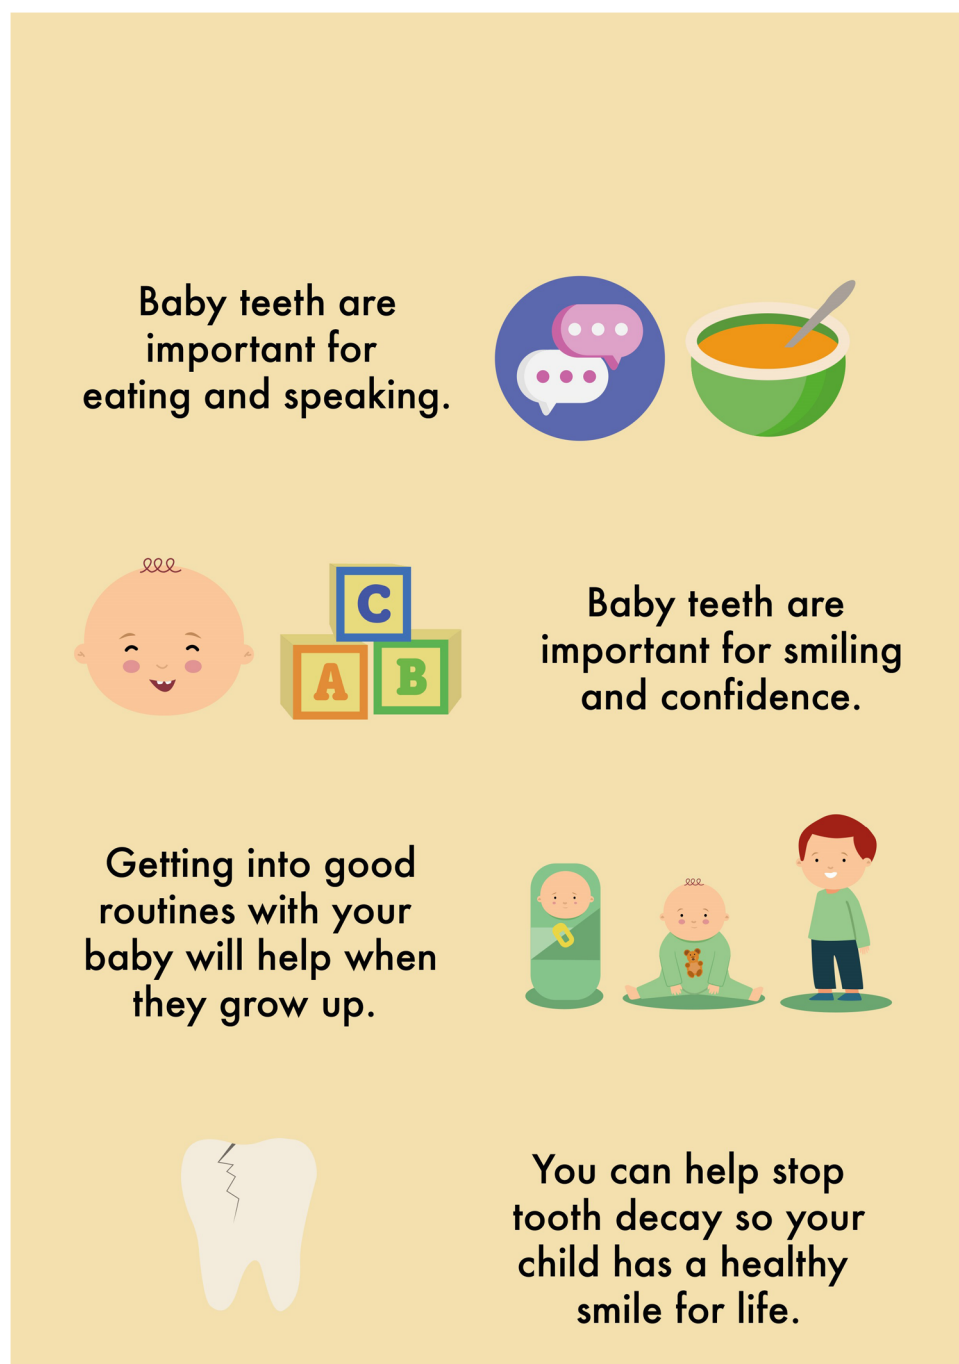 Baby teeth are
important for
eating and speaking.
C
A B
Baby teeth are
important for smiling
and confidence.
Getting into good
routines with your
baby will help when
they grow up.
You can help stop
tooth decay so your
child has a healthy
smile for life.